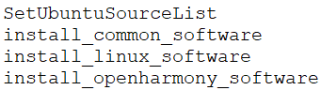 SetUbuntuSourceList
install_common_software
install_linux_software
install_openharmony_software